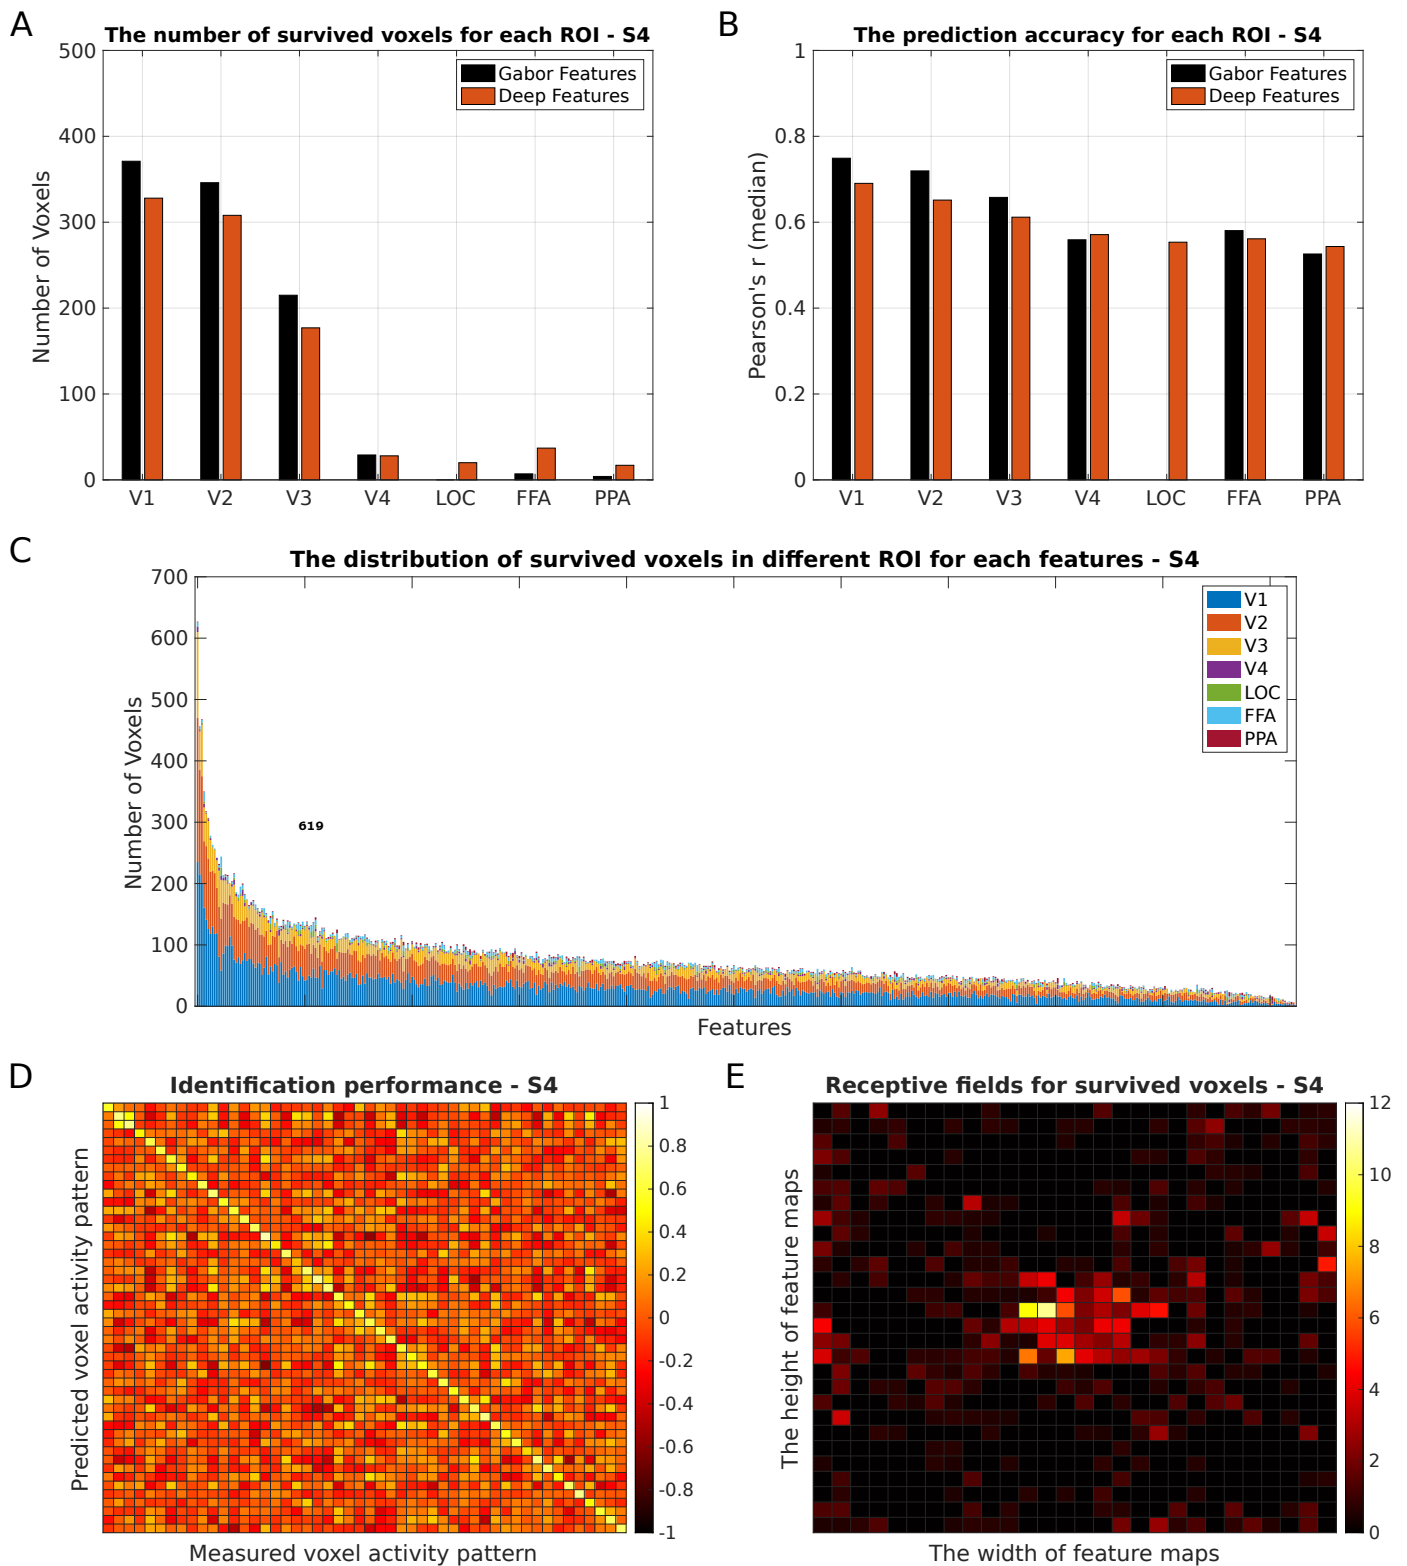 A
The number of survived voxels for each ROI - S4
Number of Voxels
500
400
300
200
100
0
Gabor Features
Deep Features
V1 V2 V3 V4 LOC FFA PPA
B
The prediction accuracy for each ROI - S4
Pearson's r (median)
1
0.8
0.6
0.4
0.2
0
Gabor Features
Deep Features
V1 V2 V3 V4 LOC FFA PPA
C
The distribution of survived voxels in different ROI for each features - S4
Number of Voxels
700
600
500
400
300
200
100
0
619
V1
V2
V3
V4
LOC
FFA
PPA
Features
D
Identification performance - S4
Predicted voxel activity pattern
Measured voxel activity pattern
1
0.8
0.6
0.4
0.2
0
-0.2
-0.4
-0.6
-0.8
-1
E
Receptive fields for survived voxels - S4
The height of feature maps
The width of feature maps
12
10
8
6
4
2
0